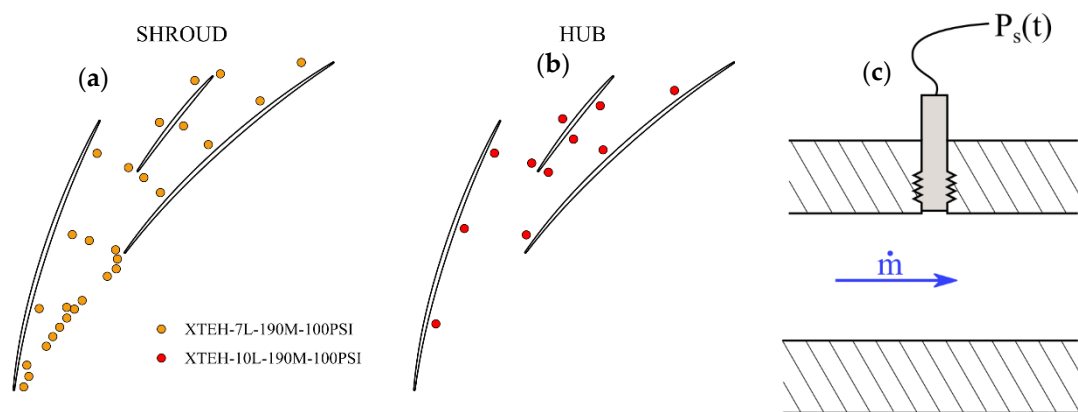 SHROUD
(a)
HUB
(b)
(c)
Ps(t)
ṁ
XTEH-7L-190M-100PSI
XTEH-10L-190M-100PSI